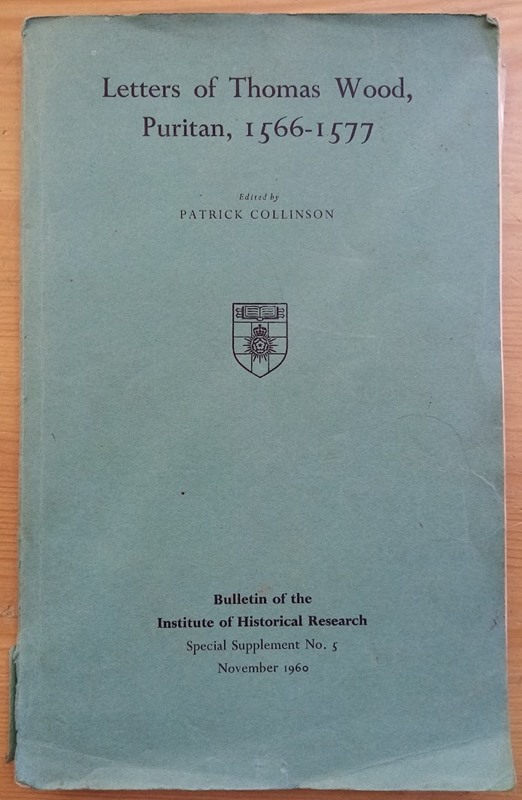 Letters of Thomas Wood,
Puritan, 1566-1577
Edited by
PATRICK COLLINSON
Bulletin of the
Institute of Historical Research
Special Supplement No. 5
November 1960